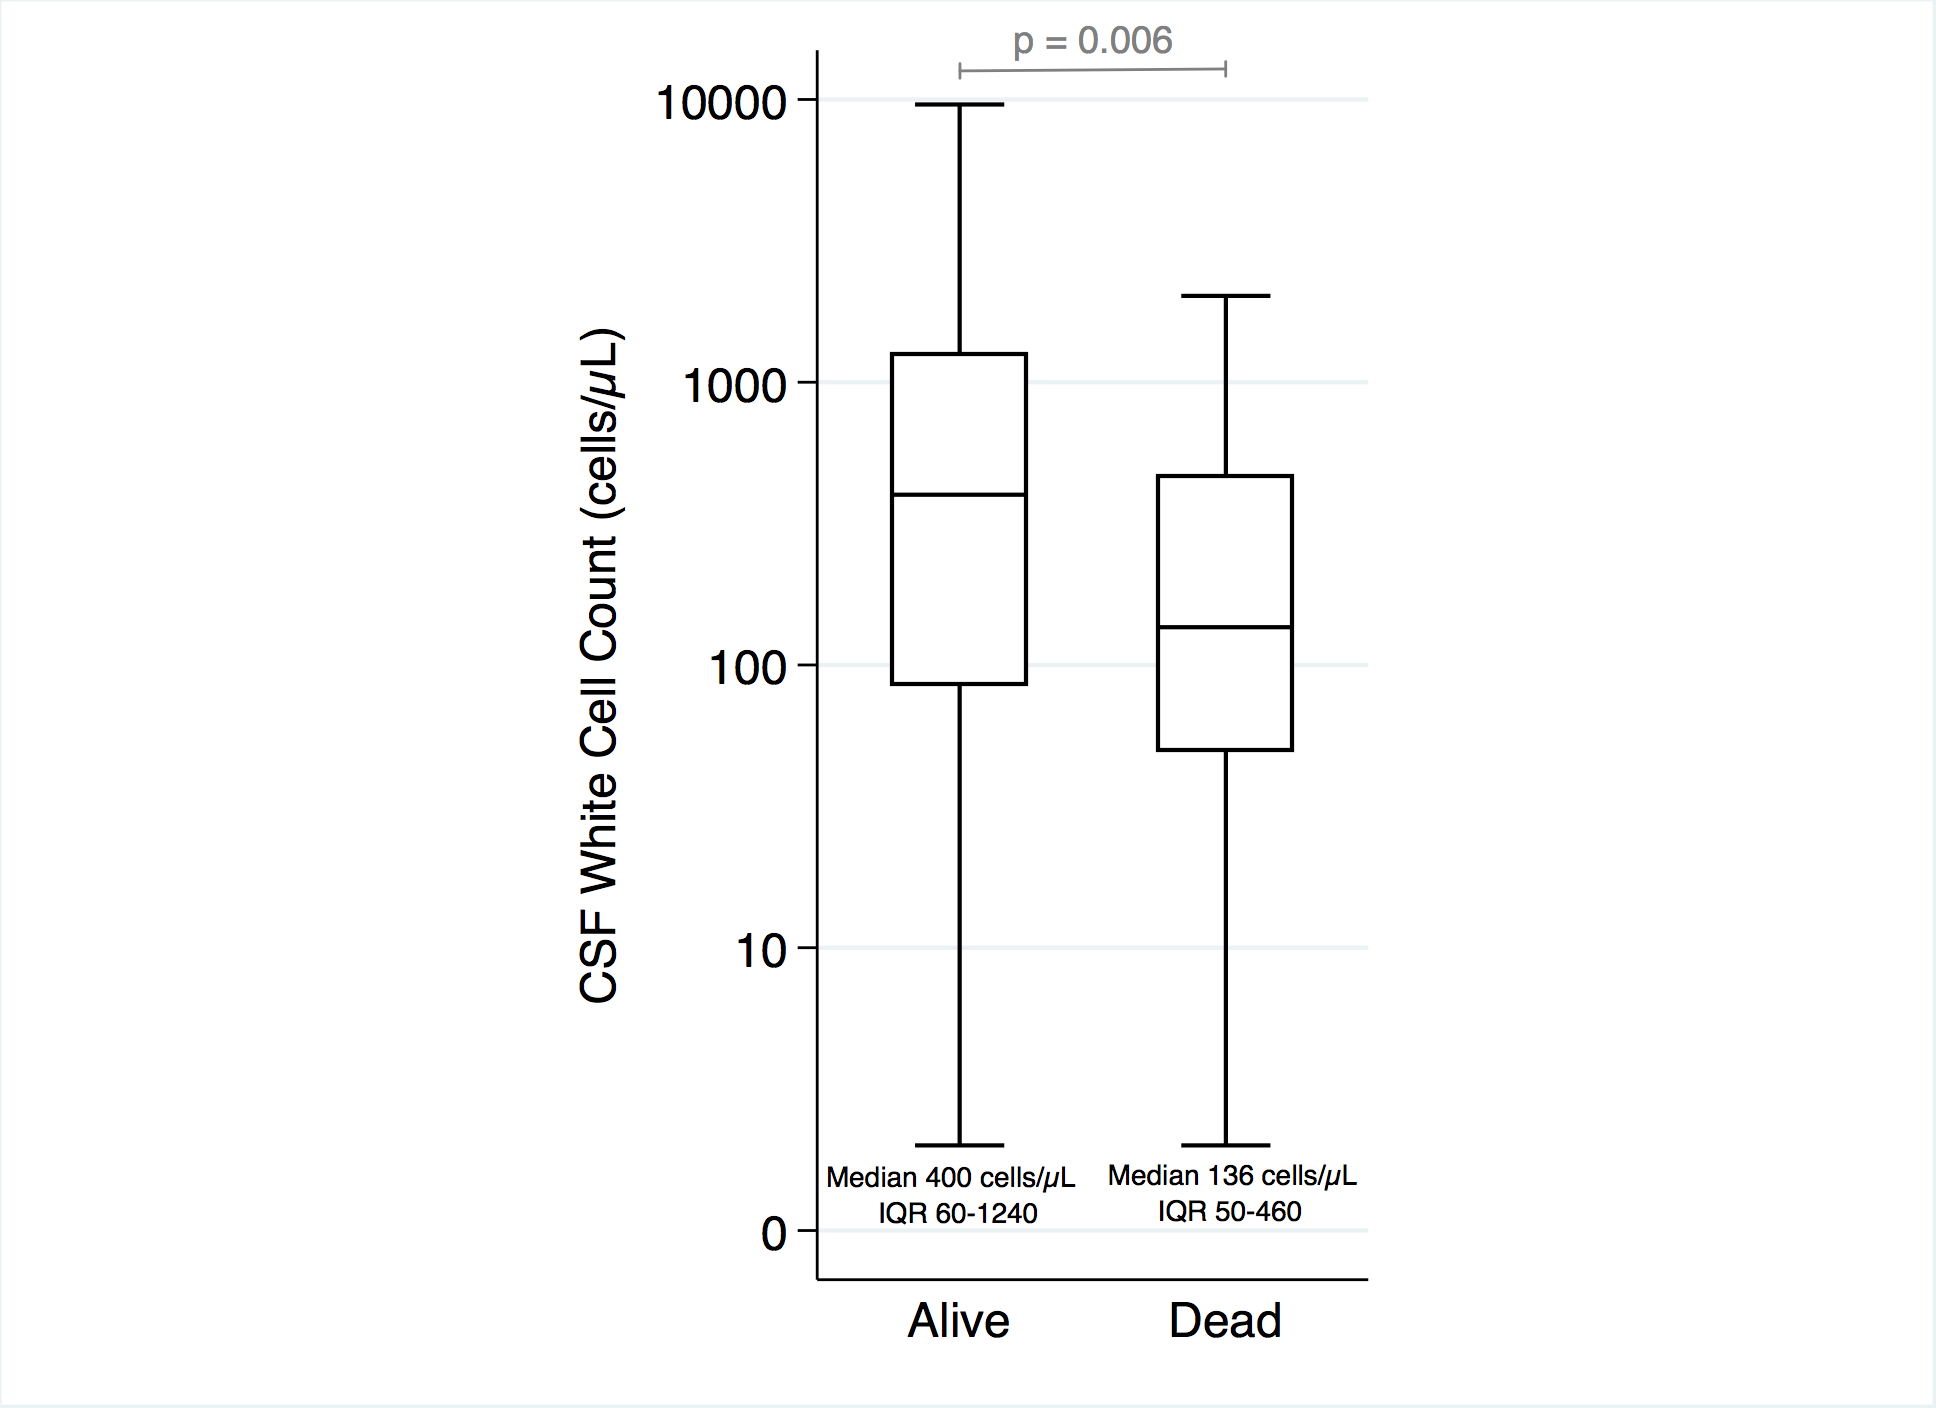 p = 0.006
10000
1000
100
10
0
CSF White Cell Count (cells/µL)
Median 400 cells/µL
IQR 60-1240
Median 136 cells/µL
IQR 50-460
Alive
Dead